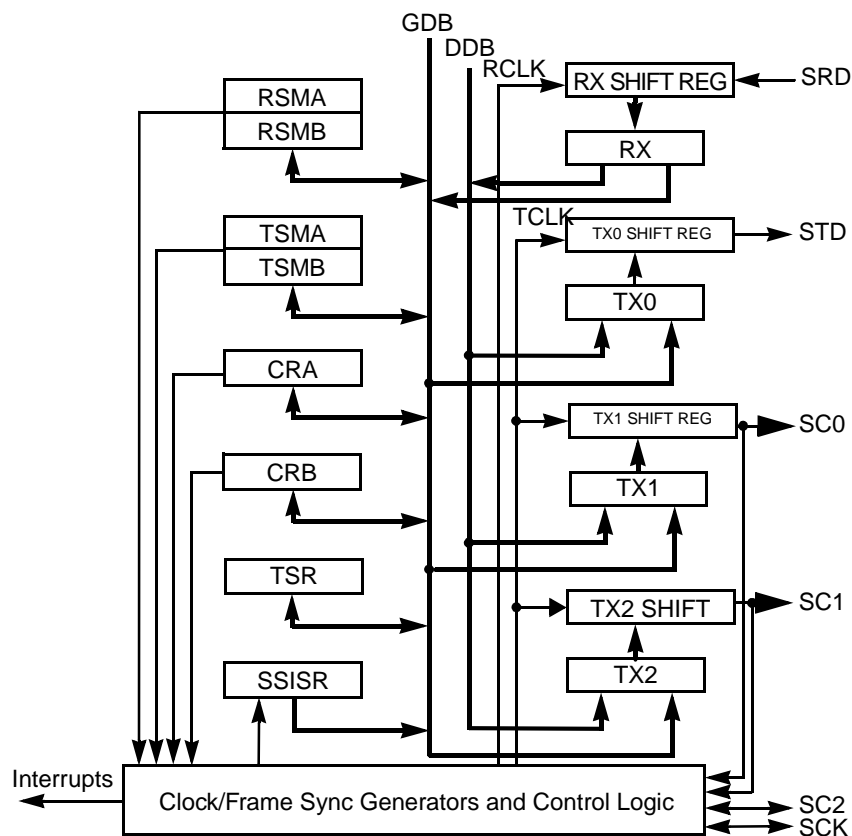 GDB
DDB
RCLK
RX SHIFT REG
SRD
RSMA
RSMB
RX
TSMA
TSMB
TCLK
TX0 SHIFT REG
STD
TX0
CRA
TX1 SHIFT REG
SC0
CRB
TX1
TSR
TX2 SHIFT
SC1
SSISR
TX2
Interrupts
Clock/Frame Sync Generators and Control Logic
SC2
SCK